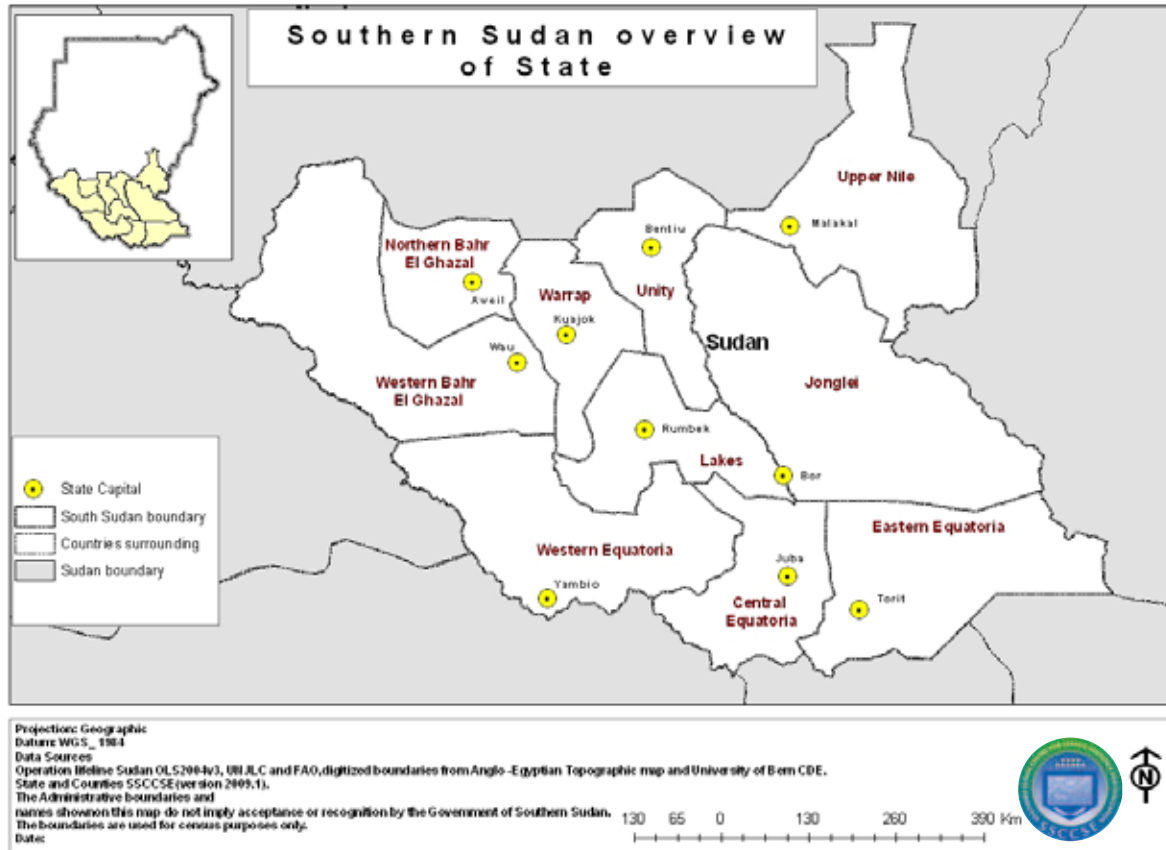 Southern Sudan overview
of State
Upper Nile
Malakal
Bentiu
Northern Bahr
El Ghazal
Aweil
Warrap
Unity
Kuajok
Sudan
Wau
Western Bahr
El Ghazal
Jonglei
Rumbek
Lakes
Bor
State Capital
South Sudan boundary
Countries surrounding
Sudan boundary
Eastern Equatoria
Western Equatoria
Juba
Yambio
Central
Equatoria
Torit
Projection: Geographic
Datum: WGS_ 1984
Data Sources
Operation lifeline Sudan OLS2004v3, UNJLC and FAO,digitized boundaries from Anglo -Egyptian Topographic map and University of Bern CDE.
State and Counties SSCCSE(version 2009.1).
The Administrative boundaries and
names shownon this map do not imply acceptance or recognition by the Government of Southern Sudan.
The boundaries are used for census purposes only.
Date:
130 65 0 130 260 390 Km
SSCCSE
N